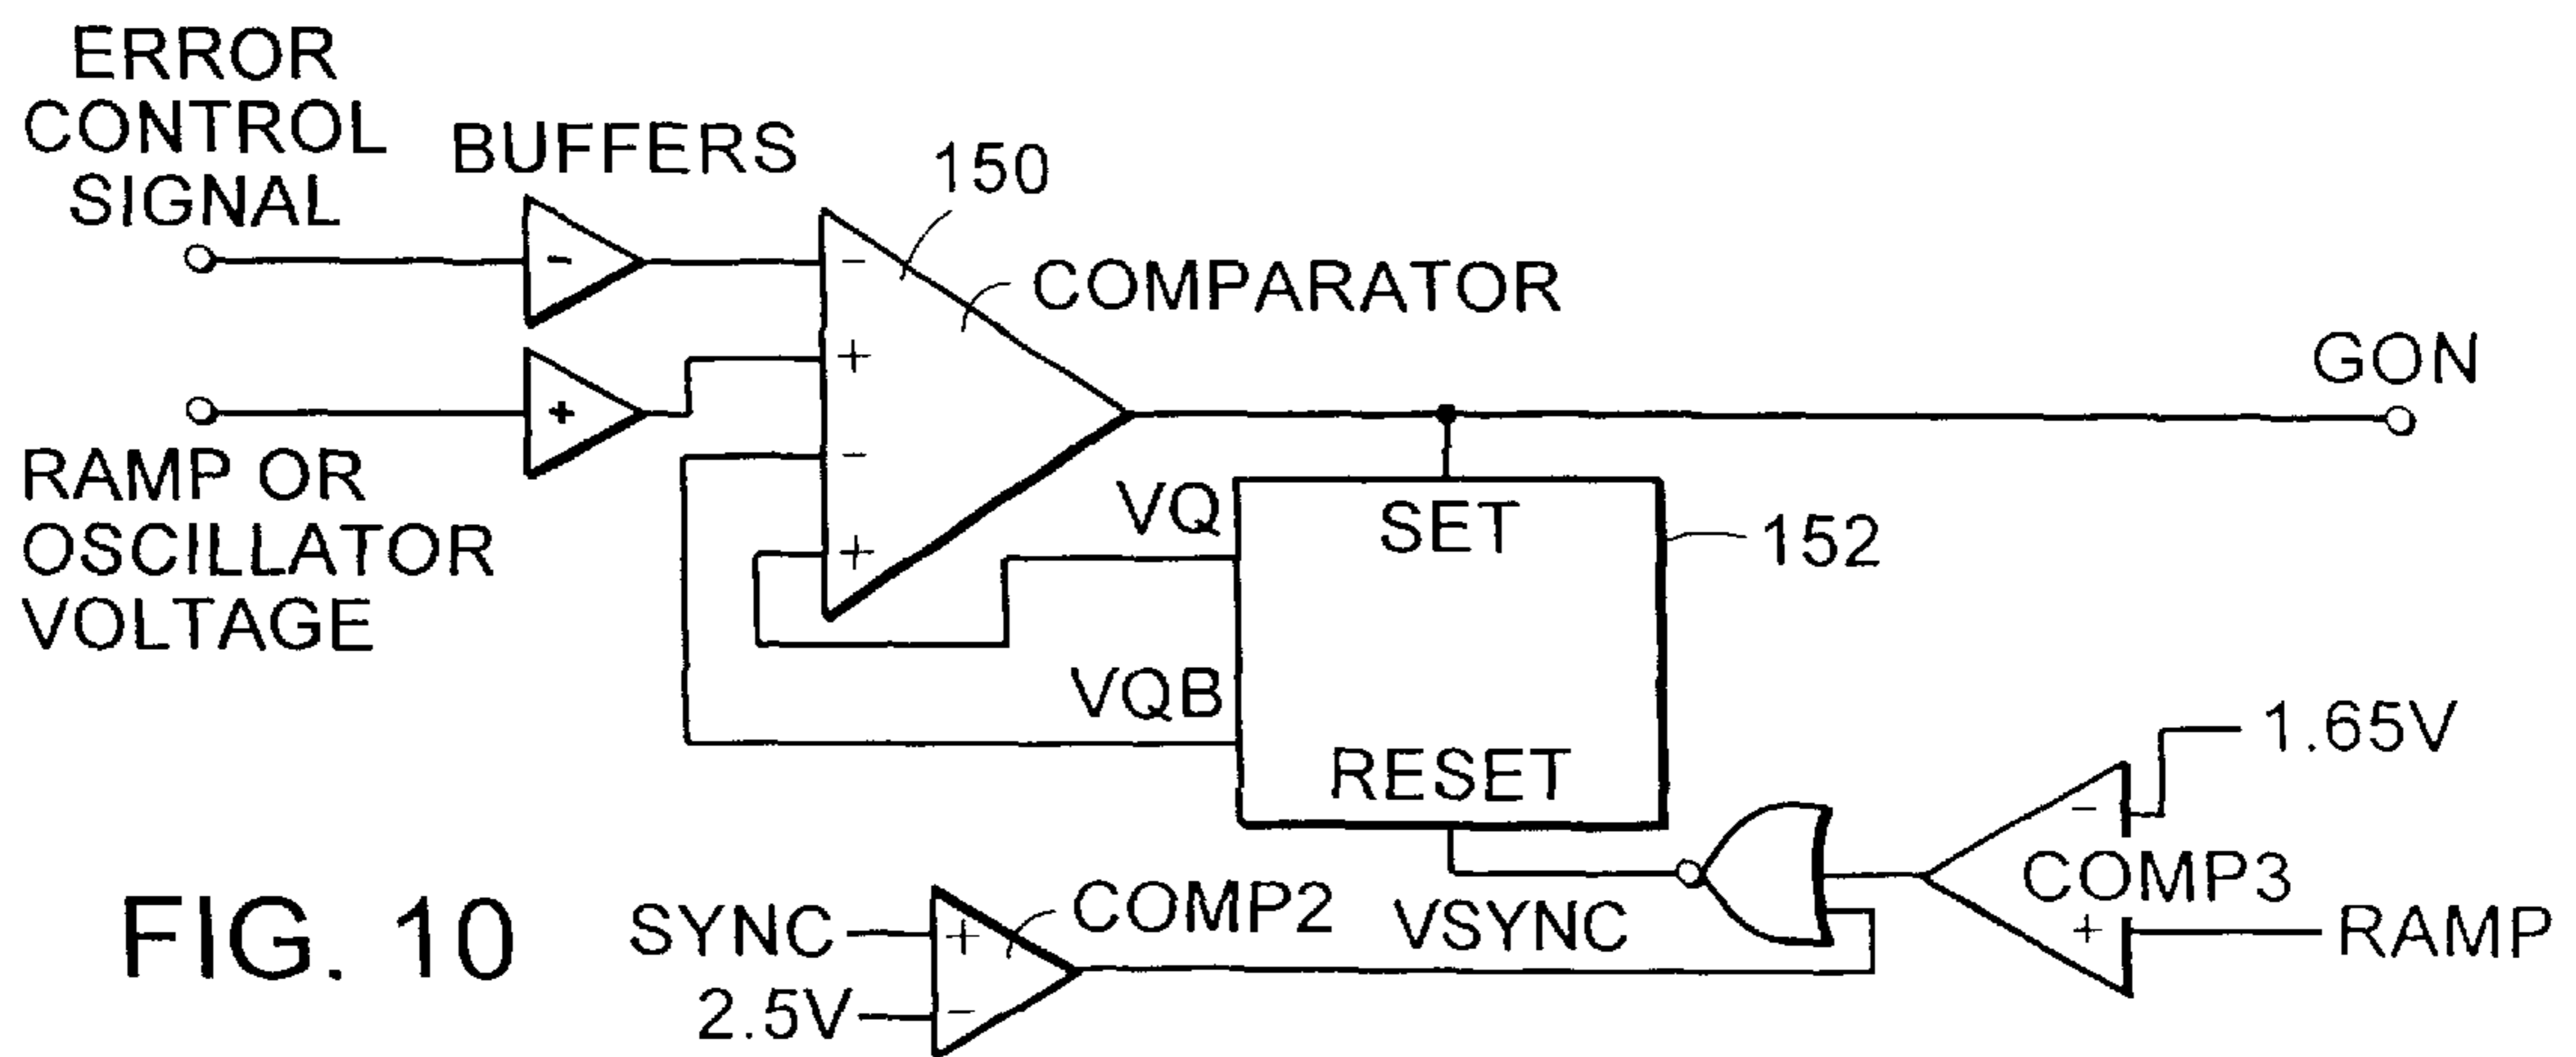 ERROR
CONTROL
SIGNAL
BUFFERS
150
COMPARATOR
GON
-
+
-
+
-
+
RAMP OR
OSCILLATOR
VOLTAGE
VQ
SET
152
VQB
RESET
1.65V
-
COMP3
+
RAMP
FIG. 10
SYNC
2.5V
+
-
COMP2
VSYNC